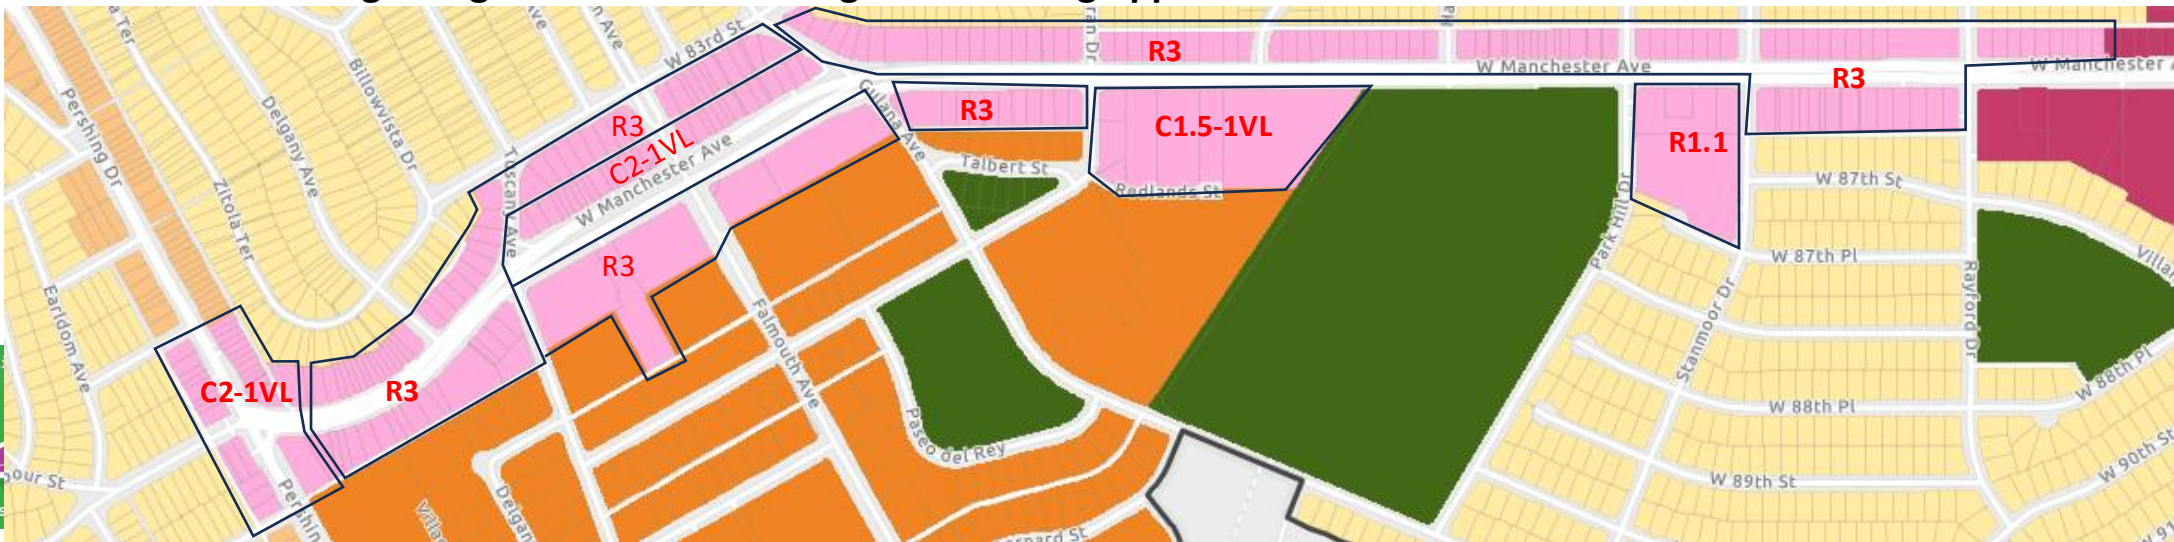 W 83rd St
R3
W Manchester Ave
R3
W Manchester
R3
C2-1VL
W Manchester Ave
Gulana Ave
R3
C1.5-1VL
R1.1
Pershing Dr
Delgany Ave
Billowvista Dr
Zitola Ter
Tuscany Ave
Talbert St
Redlands St
W 87th St
Park Hill Dr
W 87th Pl
R3
Earldom Ave
Falmouth Ave
Stanmoor Dr
Rayford Dr
C2-1VL
R3
W 88th Pl
W 88th Pl
Paseo del Rey
W 89th St
W 90th St